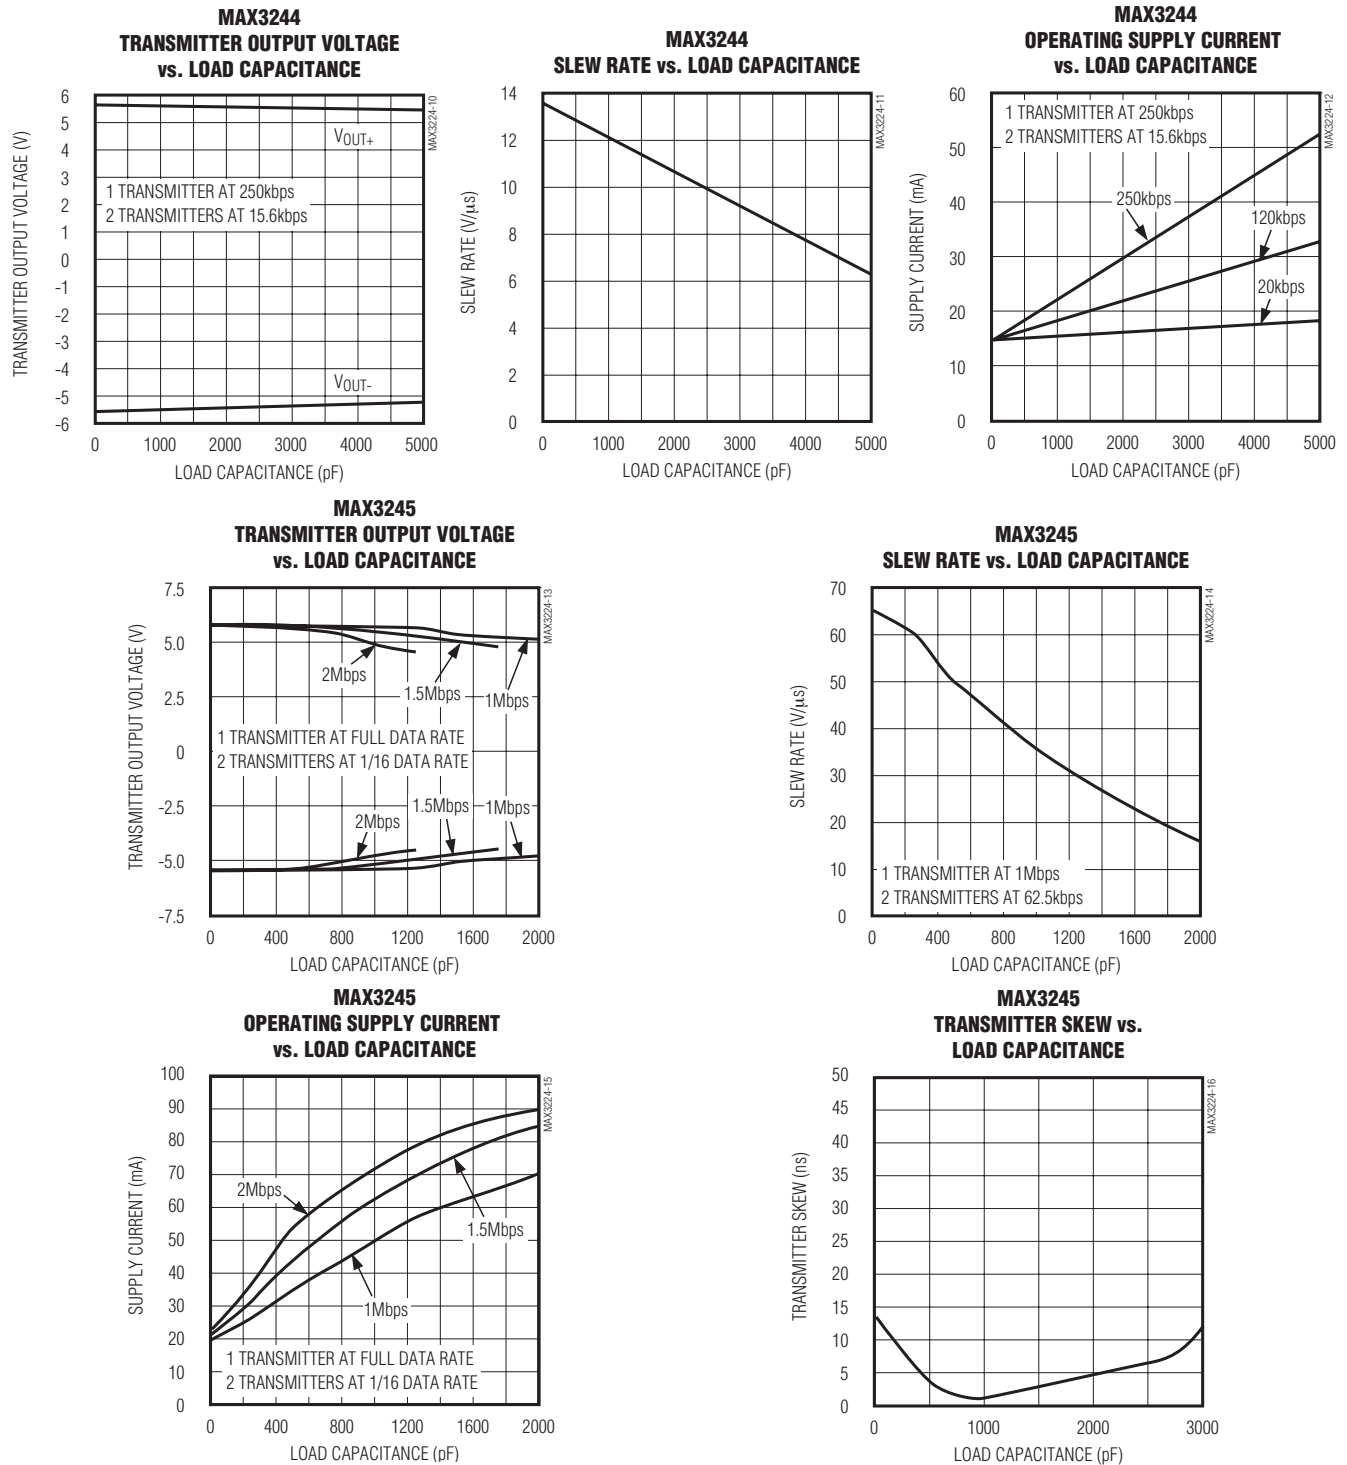 MAX3244
TRANSMITTER OUTPUT VOLTAGE
vs. LOAD CAPACITANCE
TRANSMITTER OUTPUT VOLTAGE (V)
6
5
4
3
2
1
0
-1
-2
-3
-4
-5
-6
VOUT+
1 TRANSMITTER AT 250kbps
2 TRANSMITTERS AT 15.6kbps
VOUT-
MAX3224-10
0 1000 2000 3000 4000 5000
LOAD CAPACITANCE (pF)
MAX3244
SLEW RATE vs. LOAD CAPACITANCE
SLEW RATE (V/μs)
14
12
10
8
6
4
2
0
MAX3224-11
0 1000 2000 3000 4000 5000
LOAD CAPACITANCE (pF)
MAX3244
OPERATING SUPPLY CURRENT
vs. LOAD CAPACITANCE
SUPPLY CURRENT (mA)
60
50
40
30
20
10
0
1 TRANSMITTER AT 250kbps
2 TRANSMITTERS AT 15.6kbps
250kbps
120kbps
20kbps
MAX3224-12
0 1000 2000 3000 4000 5000
LOAD CAPACITANCE (pF)
MAX3245
TRANSMITTER OUTPUT VOLTAGE
vs. LOAD CAPACITANCE
TRANSMITTER OUTPUT VOLTAGE (V)
7.5
5.0
2.5
0
-2.5
-5.0
-7.5
2Mbps
1.5Mbps
1Mbps
1 TRANSMITTER AT FULL DATA RATE
2 TRANSMITTERS AT 1/16 DATA RATE
2Mbps
1.5Mbps
1Mbps
MAX3224-13
0 400 800 1200 1600 2000
LOAD CAPACITANCE (pF)
MAX3245
SLEW RATE vs. LOAD CAPACITANCE
SLEW RATE (V/μs)
70
60
50
40
30
20
10
0
1 TRANSMITTER AT 1Mbps
2 TRANSMITTERS AT 62.5kbps
MAX3224-14
0 400 800 1200 1600 2000
LOAD CAPACITANCE (pF)
MAX3245
OPERATING SUPPLY CURRENT
vs. LOAD CAPACITANCE
SUPPLY CURRENT (mA)
100
90
80
70
60
50
40
30
20
10
0
2Mbps
1.5Mbps
1Mbps
1 TRANSMITTER AT FULL DATA RATE
2 TRANSMITTERS AT 1/16 DATA RATE
MAX3224-15
0 400 800 1200 1600 2000
LOAD CAPACITANCE (pF)
MAX3245
TRANSMITTER SKEW vs.
LOAD CAPACITANCE
TRANSMITTER SKEW (ns)
50
45
40
35
30
25
20
15
10
5
0
MAX3224-16
0 1000 2000 3000
LOAD CAPACITANCE (pF)